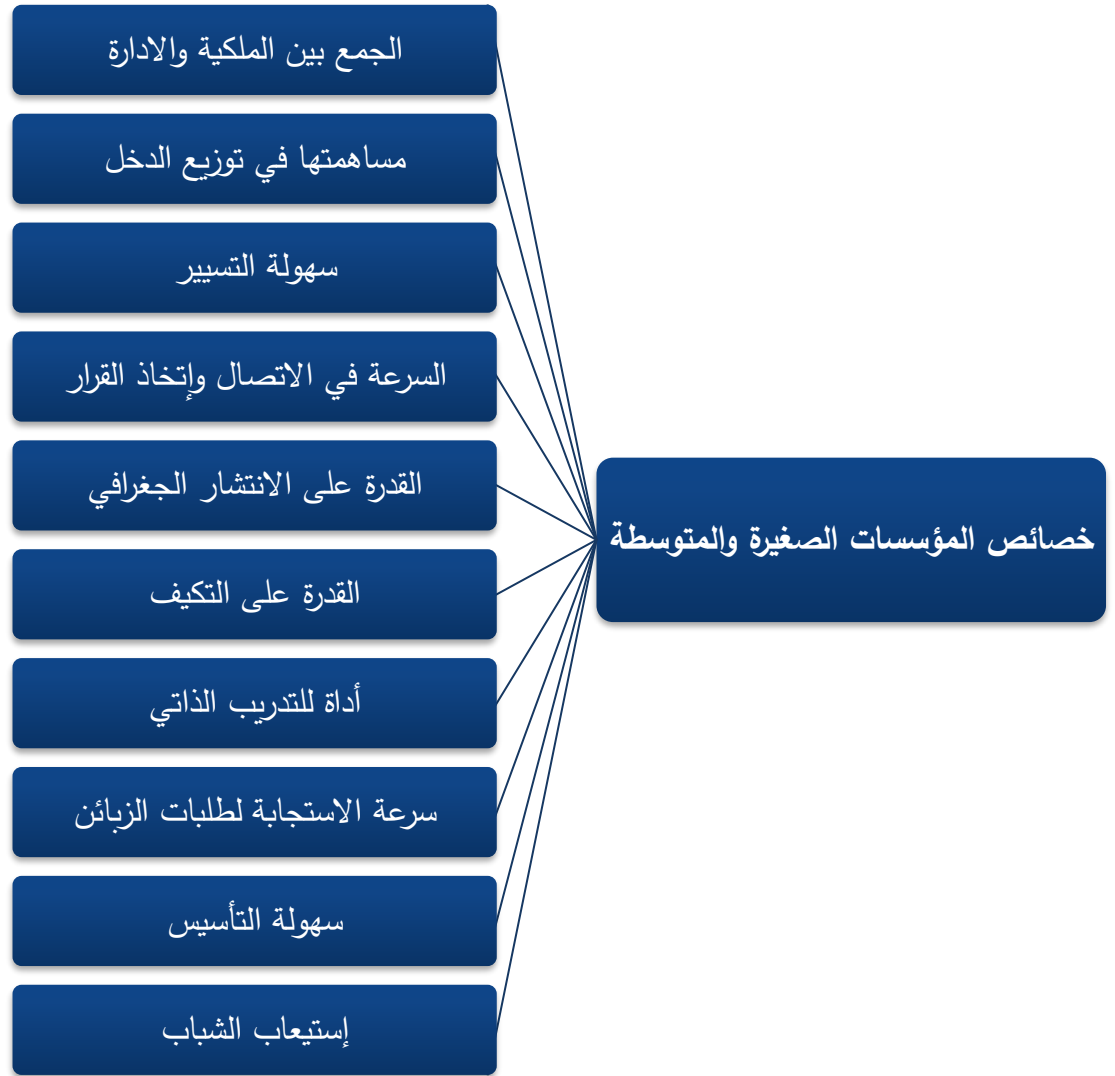 خصائص المؤسسات الصغيرة والمتوسطة
الجمع بين الملكية والادارة
مساهمتها في توزيع الدخل
سهولة التسيير
السرعة في الاتصال وإتخاذ القرار
القدرة على الانتشار الجغرافي
القدرة على التكيف
أداة للتدريب الذاتي
سرعة الاستجابة لطلبات الزبائن
سهولة التأسيس
إستيعاب الشباب